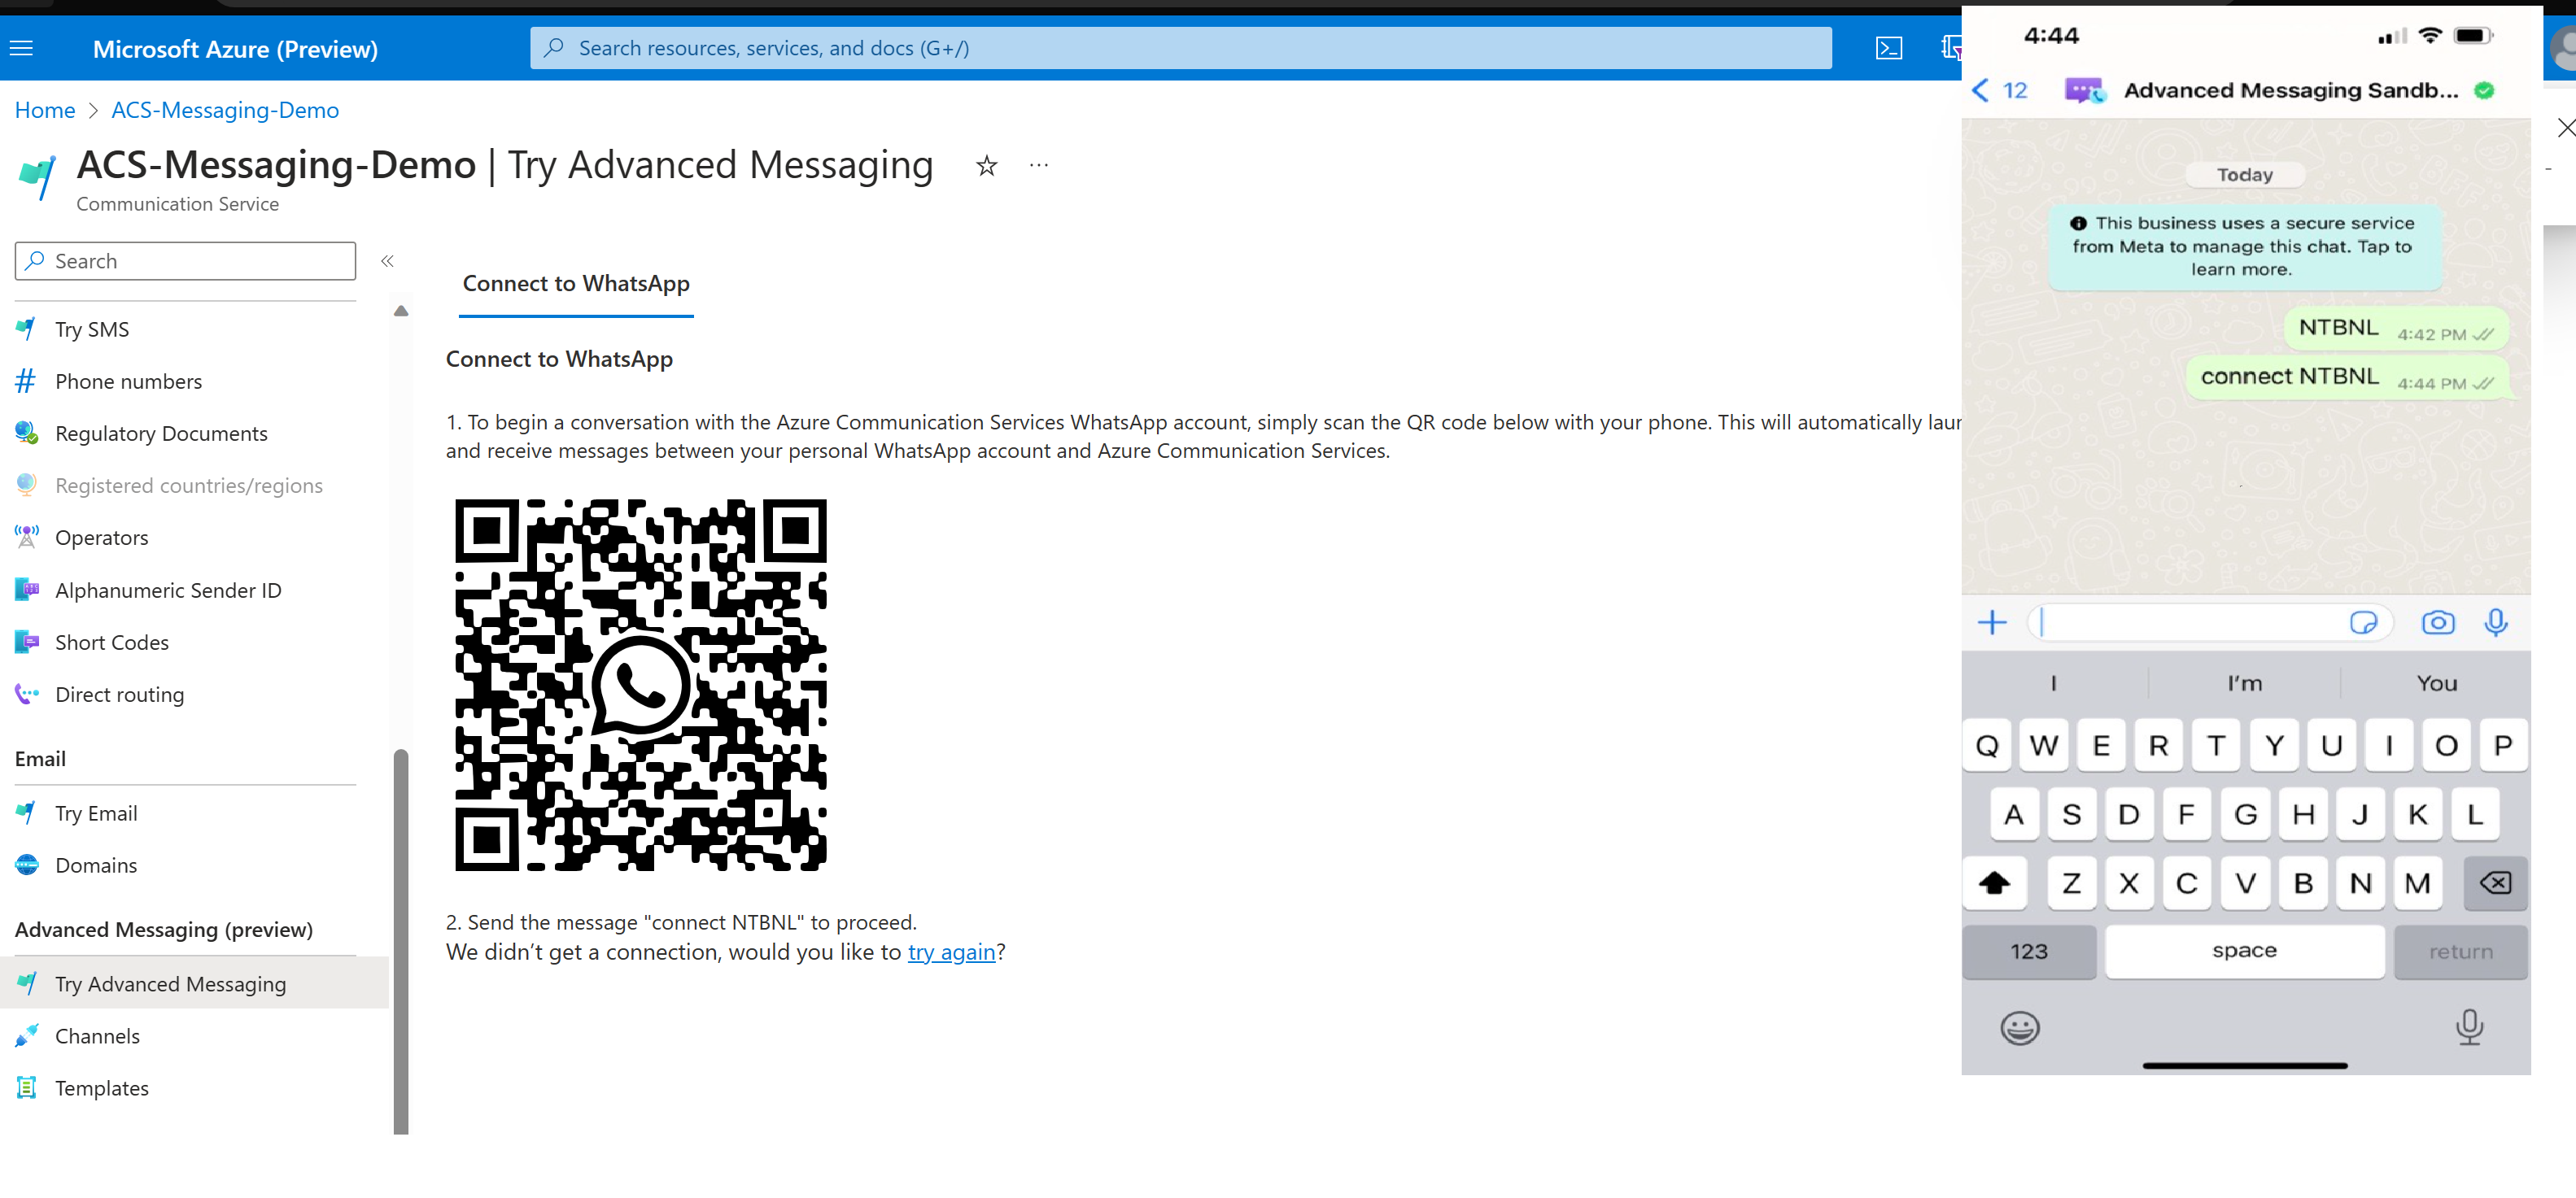 Microsoft Azure (Preview)
Search resources, services, and docs (G+/)
Home > ACS-Messaging-Demo
ACS-Messaging-Demo | Try Advanced Messaging
Communication Service
Search
Try SMS
Phone numbers
Regulatory Documents
Registered countries/regions
Operators
Alphanumeric Sender ID
Short Codes
Direct routing
Email
Try Email
Domains
Advanced Messaging (preview)
Try Advanced Messaging
Channels
Templates
Connect to WhatsApp
Connect to WhatsApp
1. To begin a conversation with the Azure Communication Services WhatsApp account, simply scan the QR code below with your phone. This will automatically
and receive messages between your personal WhatsApp account and Azure Communication Services.
2. Send the message "connect NTBNL" to proceed.
We didn’t get a connection, would you like to try again?
4:44
12
Advanced Messaging Sandb...
Today
This business uses a secure service
from Meta to manage this chat. Tap to
learn more.
NTBNL 4:42 PM
connect NTBNL 4:44 PM
I I'm You
Q W E R T Y U I O P
A S D F G H J K L
Z X C V B N M
123 space return